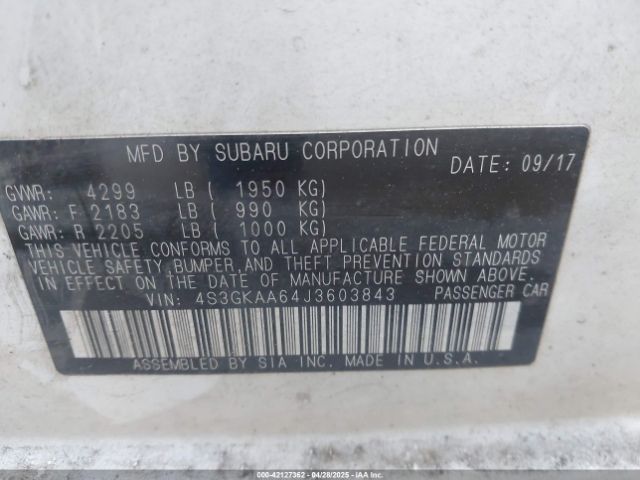 MFD BY SUBARU CORPORATION DATE: 09/17
GVWR: 4299 LB ( 1950 KG)
GAWR: F 2183 LB ( 990 KG)
GAWR: R 2205 LB ( 1000 KG)
THIS VEHICLE CONFORMS TO ALL APPLICABLE FEDERAL MOTOR
VEHICLE SAFETY, BUMPER, AND THEFT PREVENTION STANDARDS
IN EFFECT ON THE DATE OF MANUFACTURE SHOWN ABOVE.
VIN: 4S3GKAA64J3603843 PASSENGER CAR
ASSEMBLED BY SIA INC. MADE IN U.S.A.
000-42127362 | 04/28/2025 - IAAI.COM